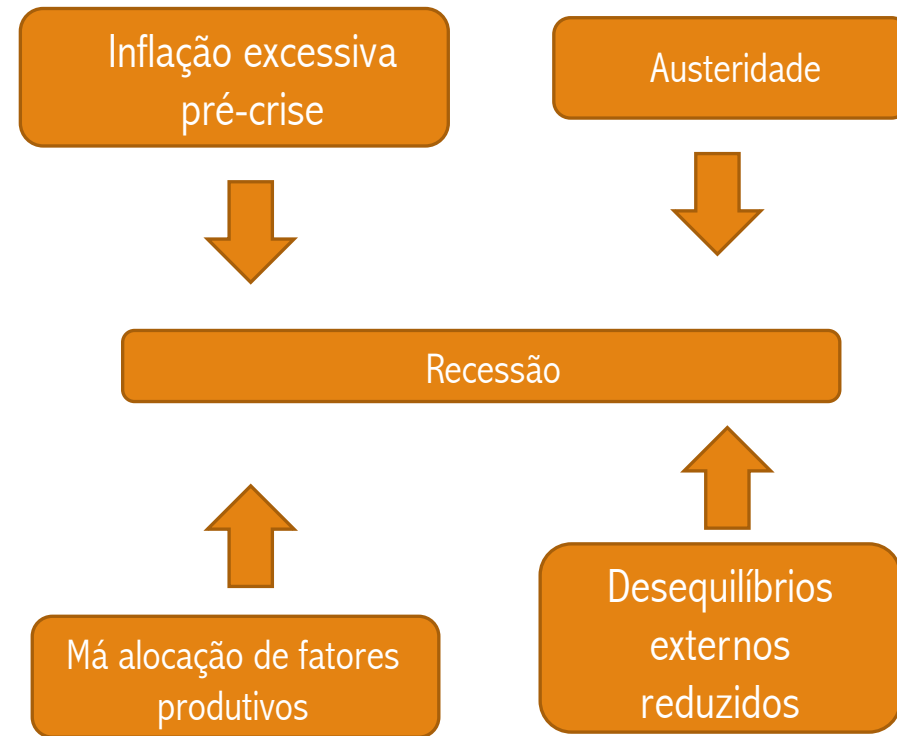 Inflação excessiva
pré-crise
Austeridade
Recessão
Má alocação de fatores
produtivos
Desequilíbrios
externos
reduzidos